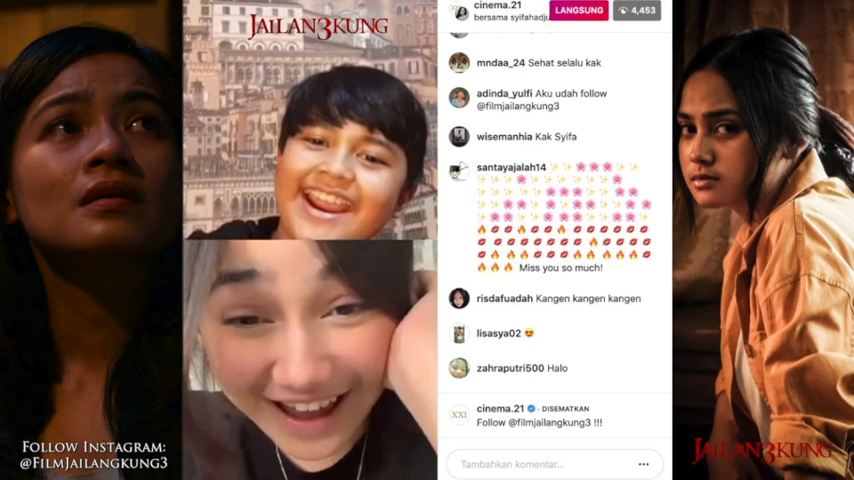 JAILAN3KUNG
cinema.21
bersama syifahadju
LANGSUNG
4,453
mndaa_24 Sehat selalu kak
adinda_yulfi Aku udah follow
@filmjailangkung3
wisemanhia Kak Syifa
santayajalah14 ✨✨🌸🌸🌸✨✨
Miss you so much!
risdafuadah Kangen kangen kangen
lisasya02 😍
zahraputri500 Halo
XXI
cinema.21 · DISEMATKAN
Follow @filmjailangkung3 !!!
Tambahkan komentar...
FOLLOW INSTAGRAM:
@FILMJAILANGKUNG3
JAILAN3KUNG